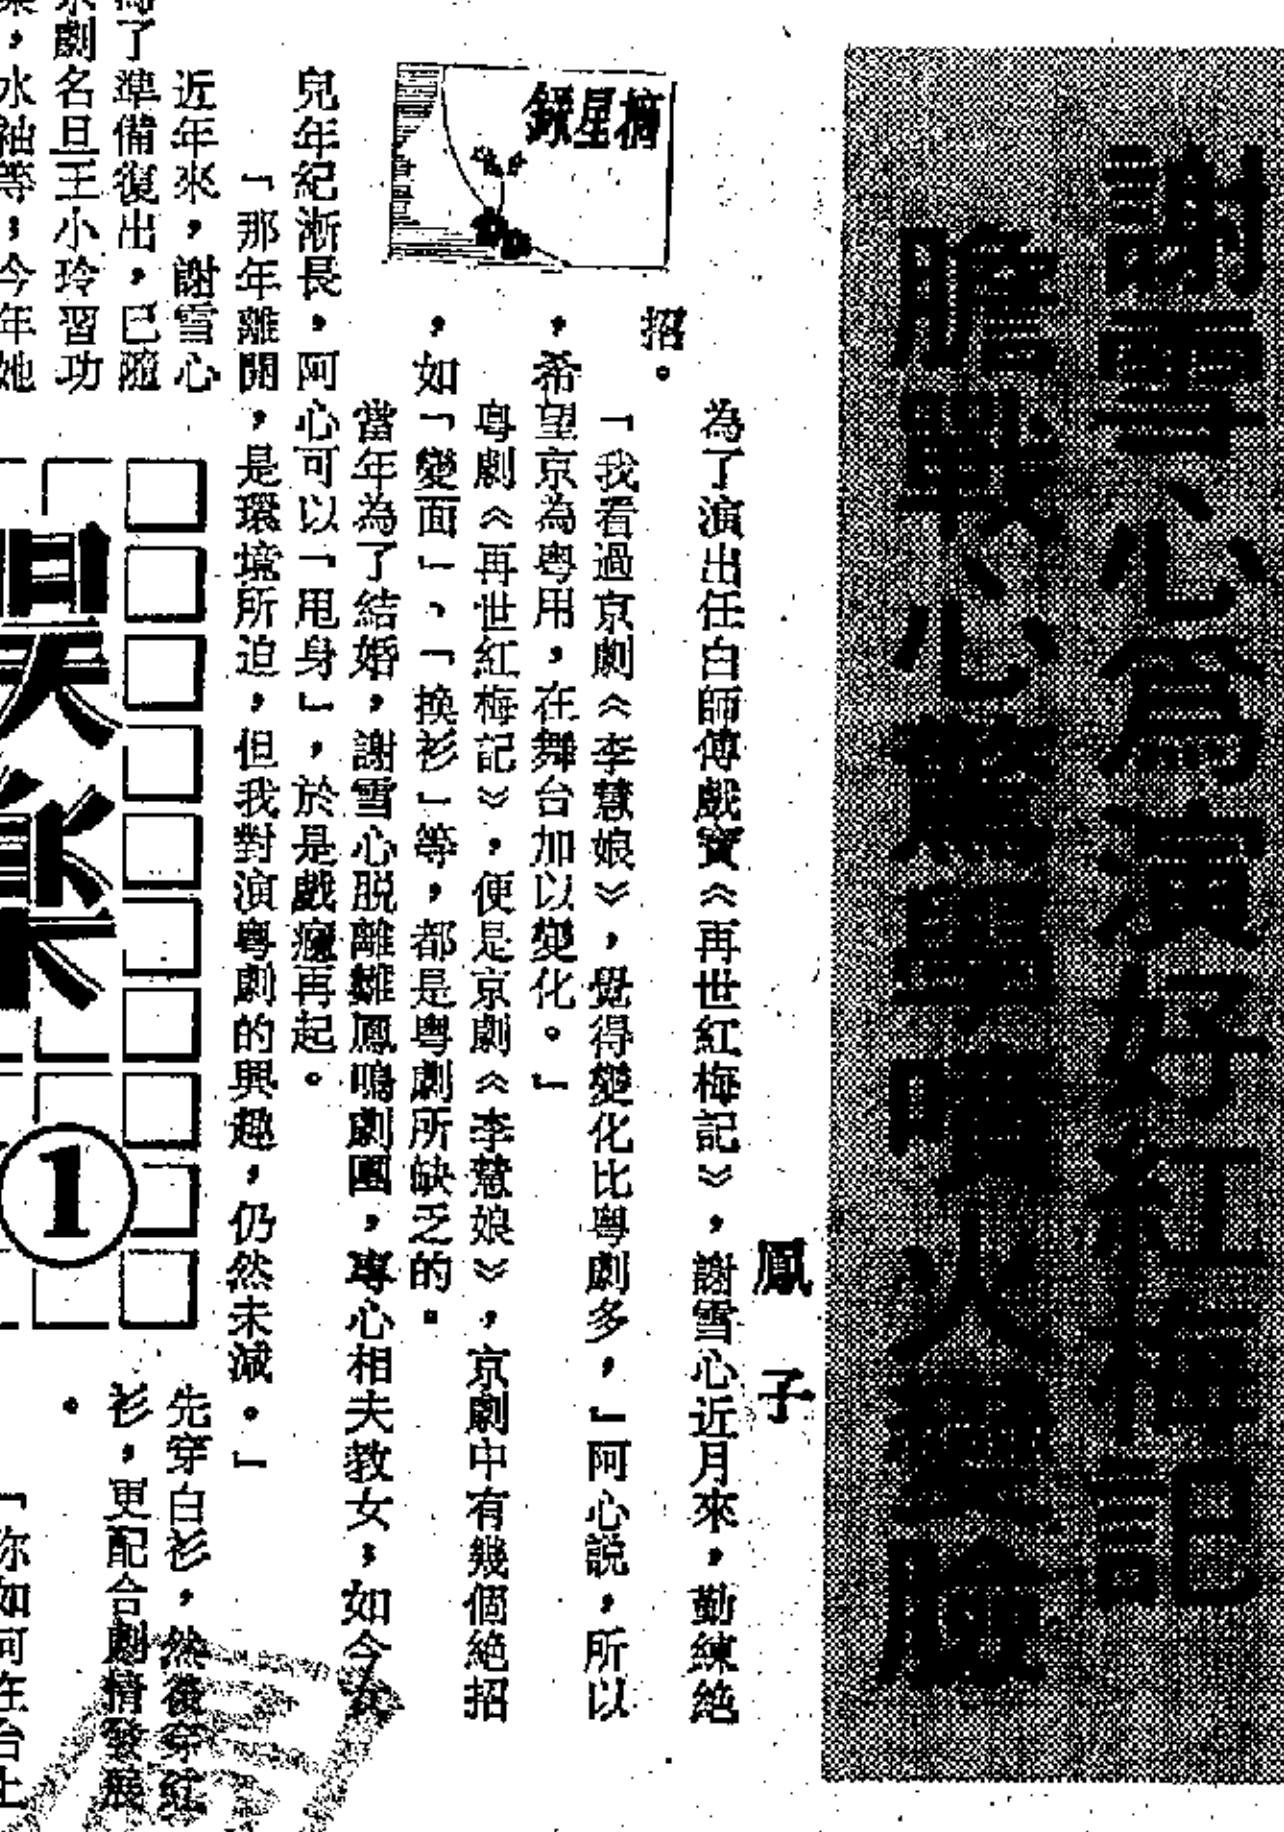 謝雪心為演好紅梅記
膽戰心驚學噴火變臉
鳳子
為了演出任白師傅戲寶《再世紅梅記》，謝雪心近月來，勤練絕
招。
「我看過京劇《李慧娘》，覺得變化比粵劇多，」阿心説，所以
，希望京為粵用，在舞台加以變化。」
粵劇《再世紅梅記》，便是京劇《李慧娘》，京劇中有幾個絕招
，如「變面」、「換衫」等，都是粵劇所缺乏的。
摘星錄
當年為了結婚，謝雪心脱離雛鳳鳴劇團，專心相夫教女，如今女
兒年紀漸長，阿心可以「甩身」，於是戲癮再起。
「那年離開，是環境所迫，但我對演粵劇的興趣，仍然未減。」
近年來，謝雪心
為了準備復出，已隨
京劇名旦王小玲習功
，水袖等，今年她
娛樂
1
先穿白衫，然後穿紅
衫，更配合劇情發展
。
「你如何在台上